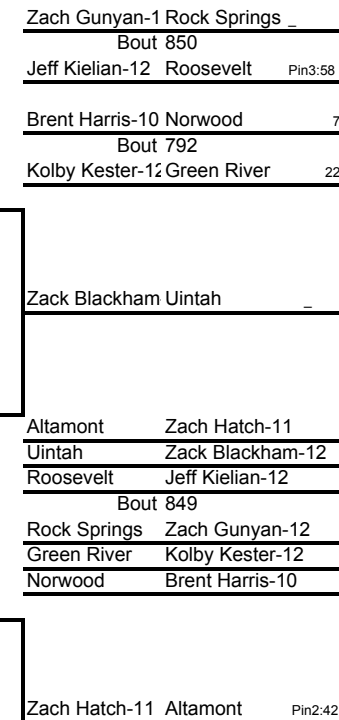 Zach Gunyan-1 Rock Springs _
Bout 850
Jeff Kielian-12 Roosevelt Pin3:58
Brent Harris-10 Norwood 7
Bout 792
Kolby Kester-12 Green River 22
Zack Blackham Uintah _
Altamont Zach Hatch-11
Uintah Zack Blackham-12
Roosevelt Jeff Kielian-12
Bout 849
Rock Springs Zach Gunyan-12
Green River Kolby Kester-12
Norwood Brent Harris-10
Zach Hatch-11 Altamont Pin2:42